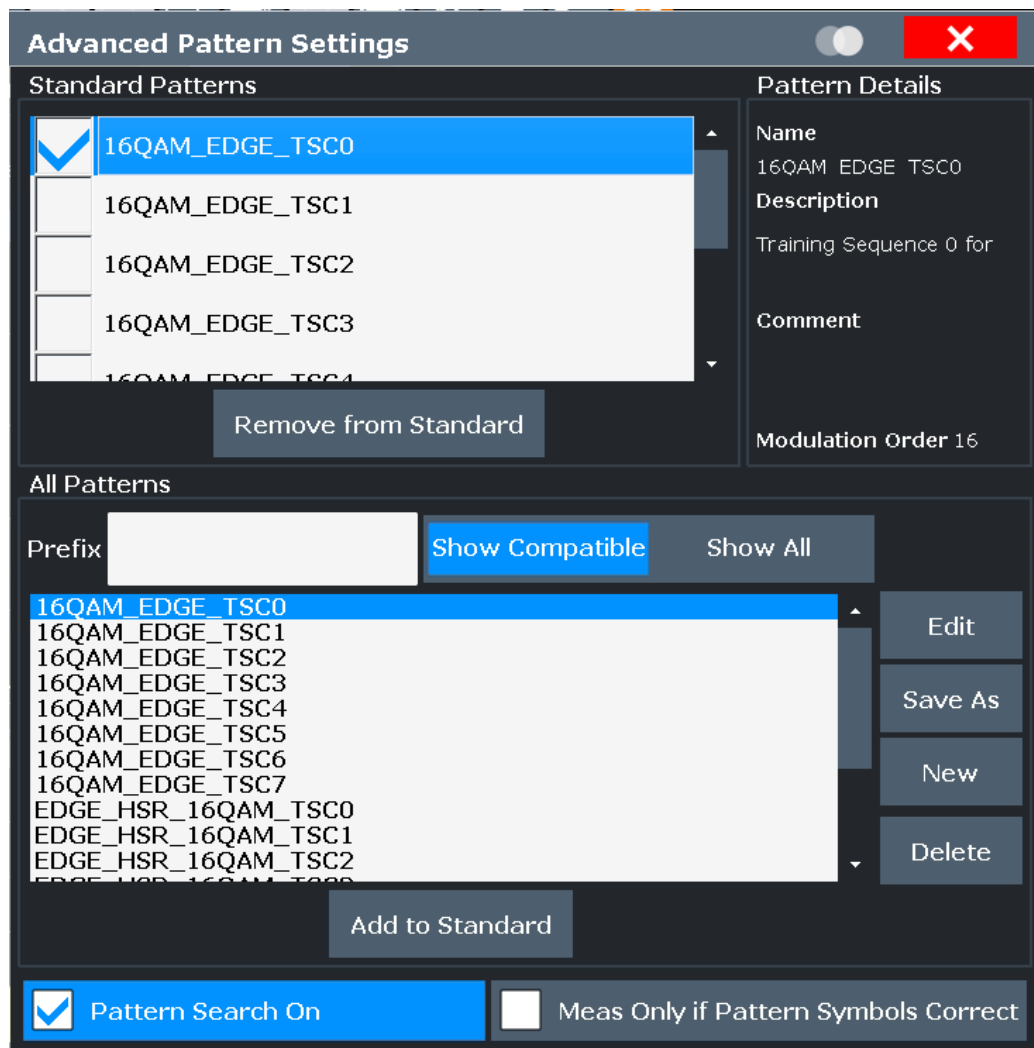 Advanced Pattern Settings
Standard Patterns
16QAM_EDGE_TSC0
16QAM_EDGE_TSC1
16QAM_EDGE_TSC2
16QAM_EDGE_TSC3
16QAM_EDGE_TSC4
Remove from Standard
Pattern Details
Name
16QAM_EDGE_TSC0
Description
Training Sequence 0 for
Comment
Modulation Order 16
All Patterns
Prefix
Show Compatible Show All
16QAM_EDGE_TSC0
16QAM_EDGE_TSC1
16QAM_EDGE_TSC2
16QAM_EDGE_TSC3
16QAM_EDGE_TSC4
16QAM_EDGE_TSC5
16QAM_EDGE_TSC6
16QAM_EDGE_TSC7
EDGE_HSR_16QAM_TSC0
EDGE_HSR_16QAM_TSC1
EDGE_HSR_16QAM_TSC2
Edit
Save As
New
Delete
Add to Standard
Pattern Search On
Meas Only if Pattern Symbols Correct